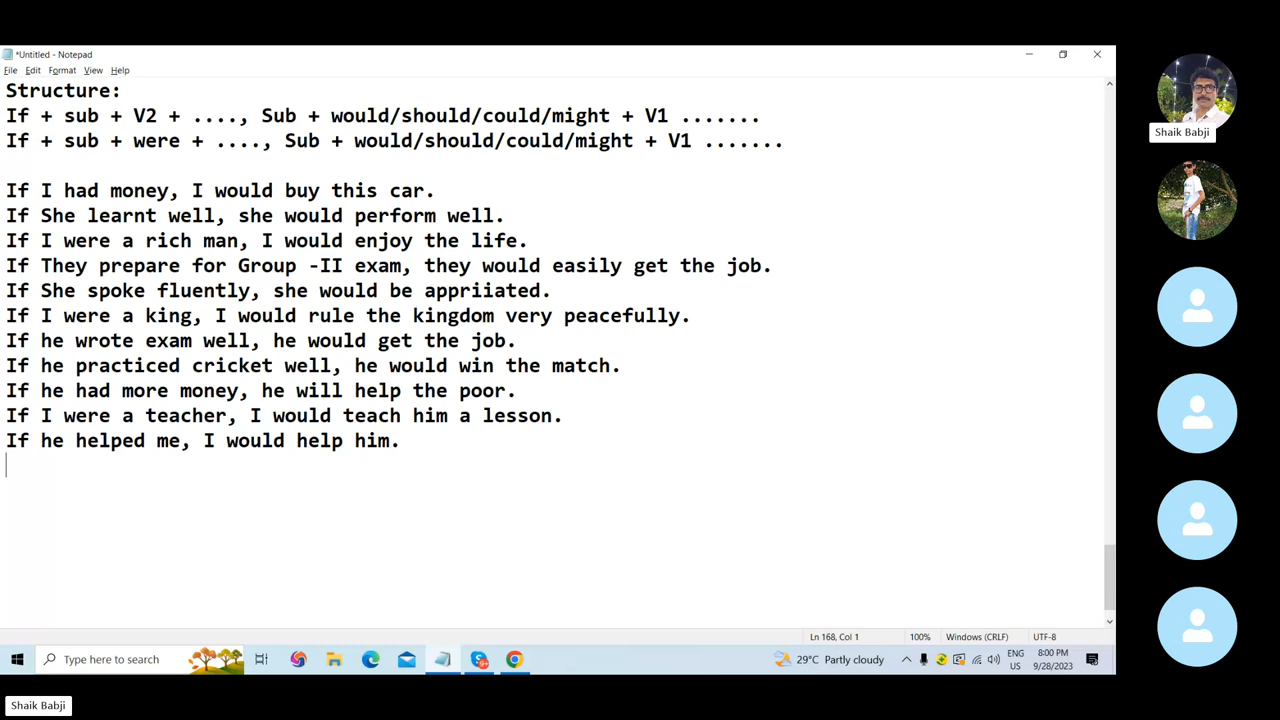 *Untitled - Notepad
File Edit Format View Help
Structure:
If + sub + V2 + ...., Sub + would/should/could/might + V1 .......
If + sub + were + ...., Sub + would/should/could/might + V1 .......
If I had money, I would buy this car.
If She learnt well, she would perform well.
If I were a rich man, I would enjoy the life.
If They prepare for Group -II exam, they would easily get the job.
If She spoke fluently, she would be appriiated.
If I were a king, I would rule the kingdom very peacefully.
If he wrote exam well, he would get the job.
If he practiced cricket well, he would win the match.
If he had more money, he will help the poor.
If I were a teacher, I would teach him a lesson.
If he helped me, I would help him.
Ln 168, Col 1 100% Windows (CRLF) UTF-8
Type here to search
29°C Partly cloudy
ENG
US
8:00 PM
9/28/2023
Shaik Babji
Shaik Babji